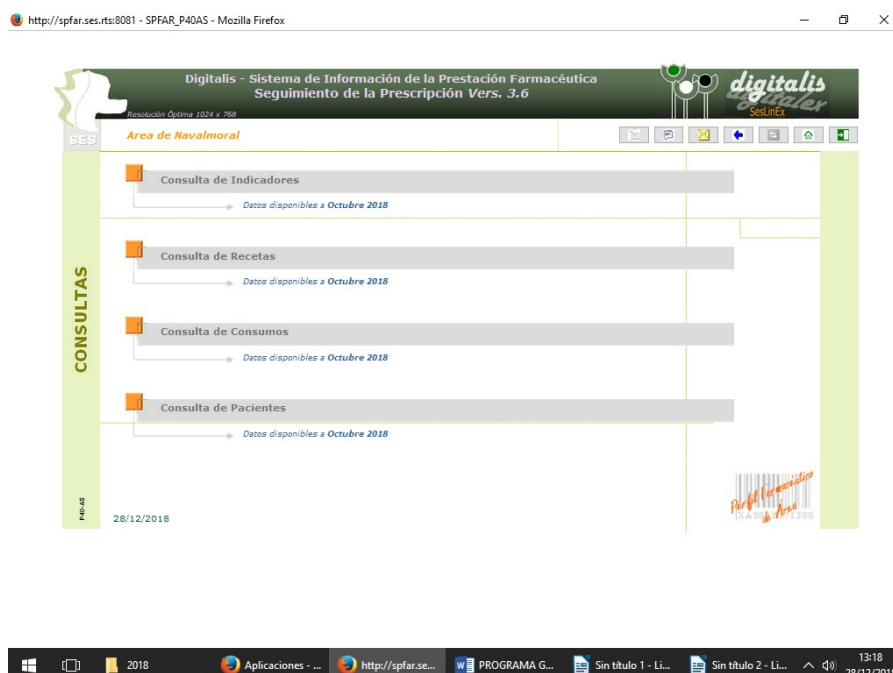 http://spfar.ses.rts:8081 - SPFAR_P40AS - Mozilla Firefox
Digitalis - Sistema de Información de la Prestación Farmacéutica
Seguimiento de la Prescripción Vers. 3.6
Resolución Óptima 1024 x 768
digitalis
SesLinEx
SES
Area de Navalmoral
Consulta de Indicadores
Datos disponibles a Octubre 2018
Consulta de Recetas
Datos disponibles a Octubre 2018
CONSULTAS
Consulta de Consumos
Datos disponibles a Octubre 2018
Consulta de Pacientes
Datos disponibles a Octubre 2018
Perfil Farmacéutico
de Área
P40-AS
28/12/2018
2018
Aplicaciones - ...
http://spfar.se...
PROGRAMA G...
Sin título 1 - Li...
Sin título 2 - Li...
13:18